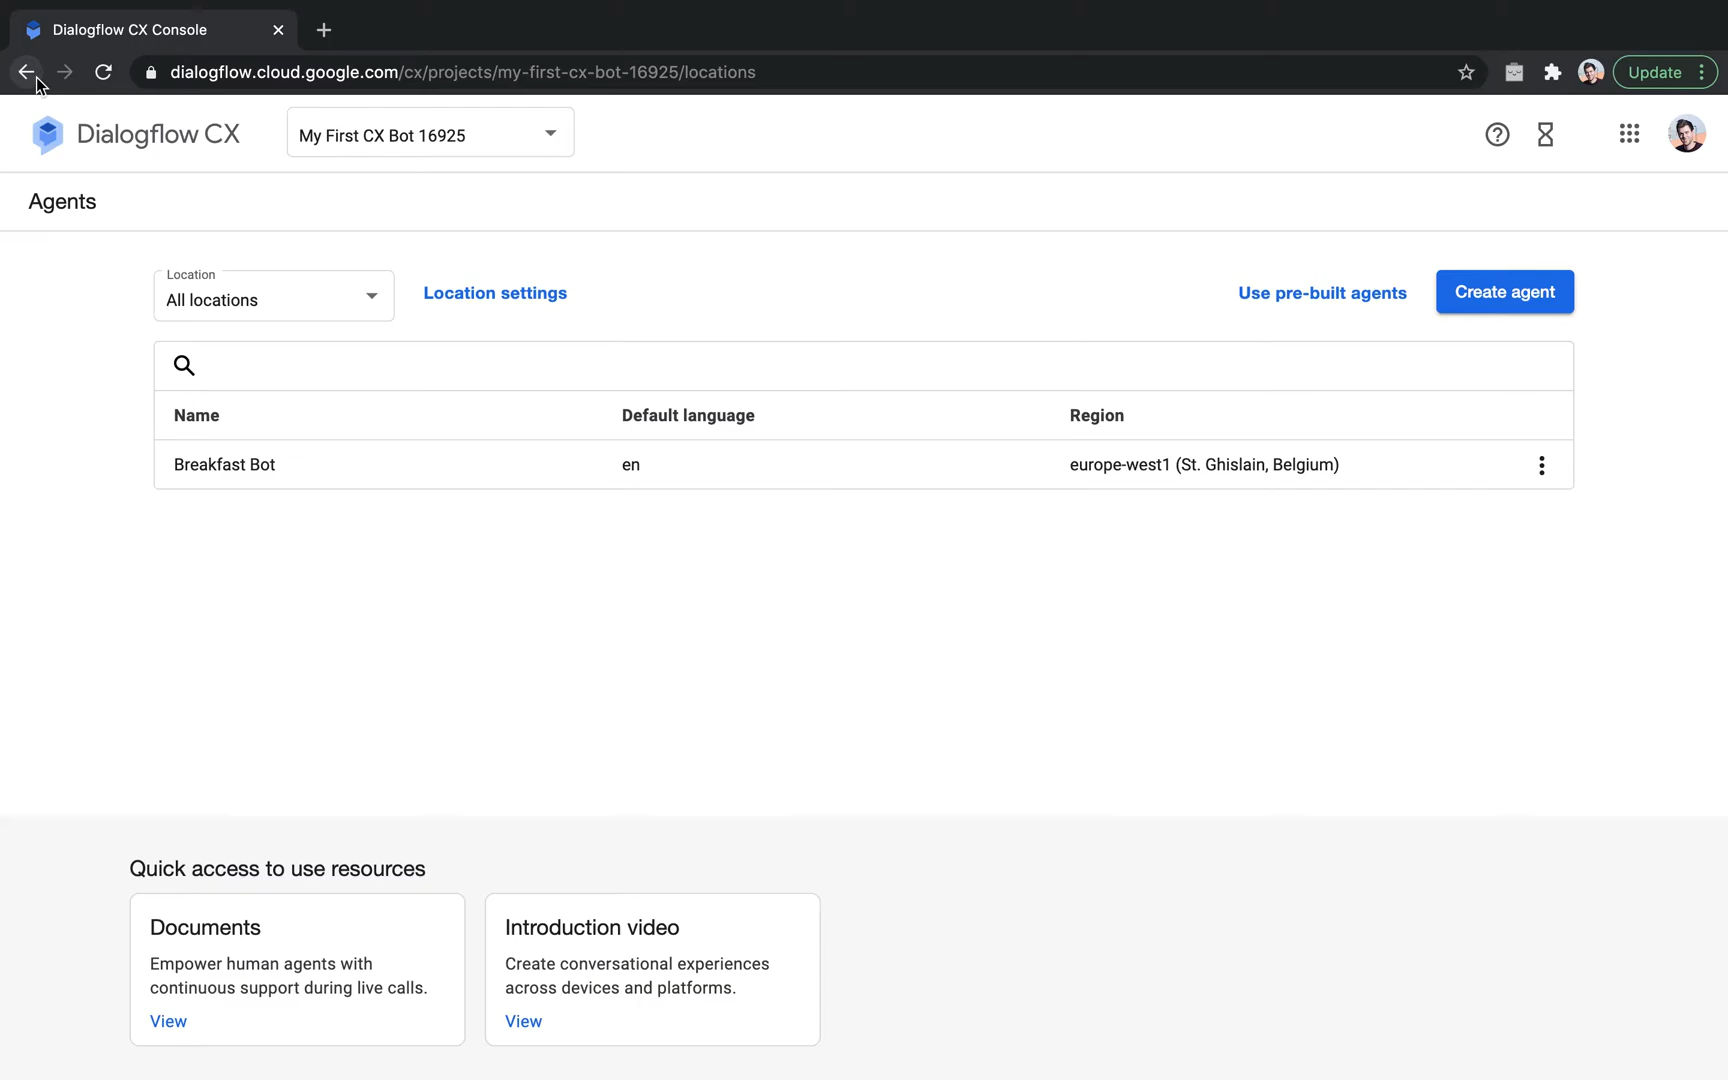 Dialogflow CX Console
dialogflow.cloud.google.com/cx/projects/my-first-cx-bot-16925/locations
Update
Dialogflow CX
My First CX Bot 16925
Agents
Location
All locations
Location settings
Use pre-built agents
Create agent
Name
Default language
Region
Breakfast Bot
en
europe-west1 (St. Ghislain, Belgium)
Quick access to use resources
Documents
Empower human agents with
continuous support during live calls.
View
Introduction video
Create conversational experiences
across devices and platforms.
View